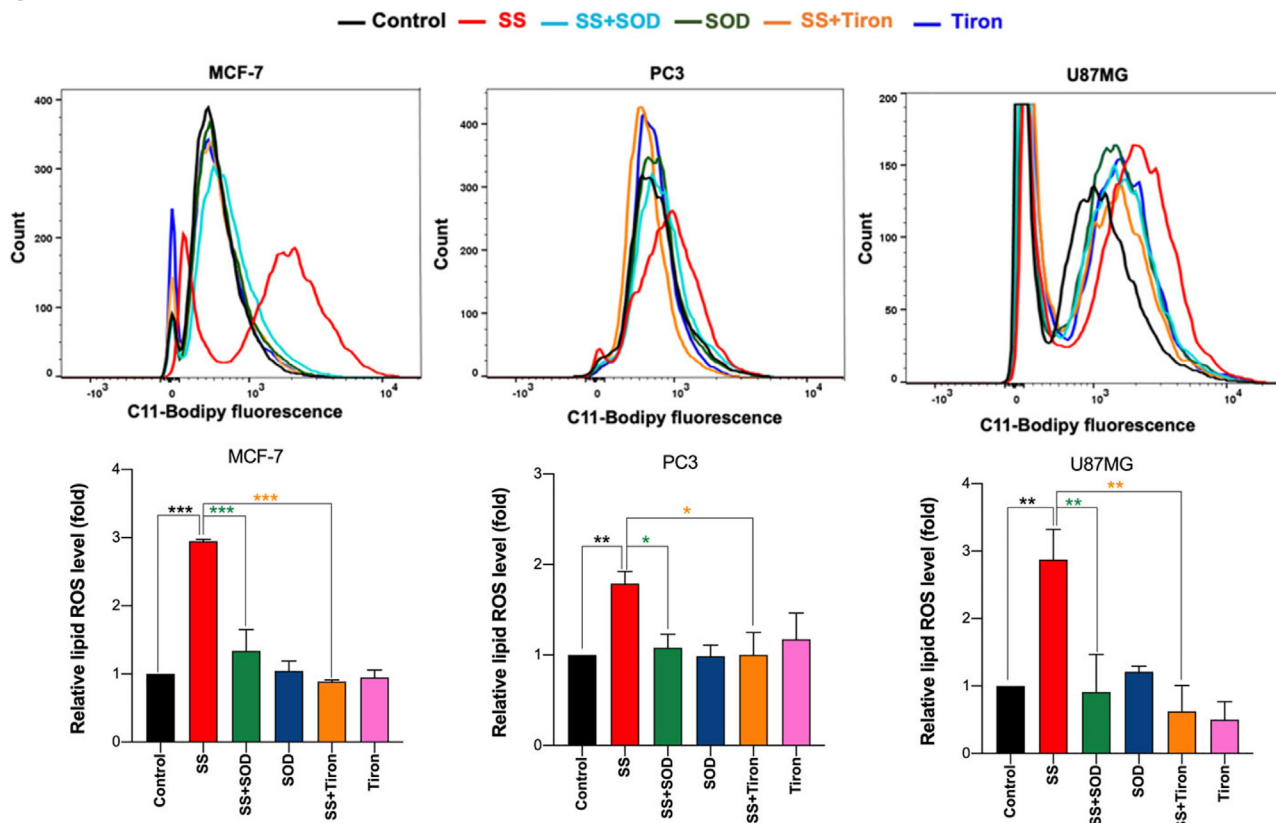 Control SS SS+SOD SOD SS+Tiron Tiron
MCF-7
PC3
U87MG
400
300
200
100
0
Count
-10³ 0 10³ 10⁴
C11-Bodipy fluorescence
400
300
200
100
0
Count
-10³ 0 10³ 10⁴
C11-Bodipy fluorescence
200
150
100
50
0
Count
-10³ 0 10³ 10⁴
C11-Bodipy fluorescence
MCF-7
4
3
2
1
0
Relative lipid ROS level (fold)
*** *** ***
Control SS SS+SOD SOD SS+Tiron Tiron
PC3
3
2
1
0
Relative lipid ROS level (fold)
** * *
Control SS SS+SOD SOD SS+Tiron Tiron
U87MG
4
3
2
1
0
Relative lipid ROS level (fold)
** ** **
Control SS SS+SOD SOD SS+Tiron Tiron